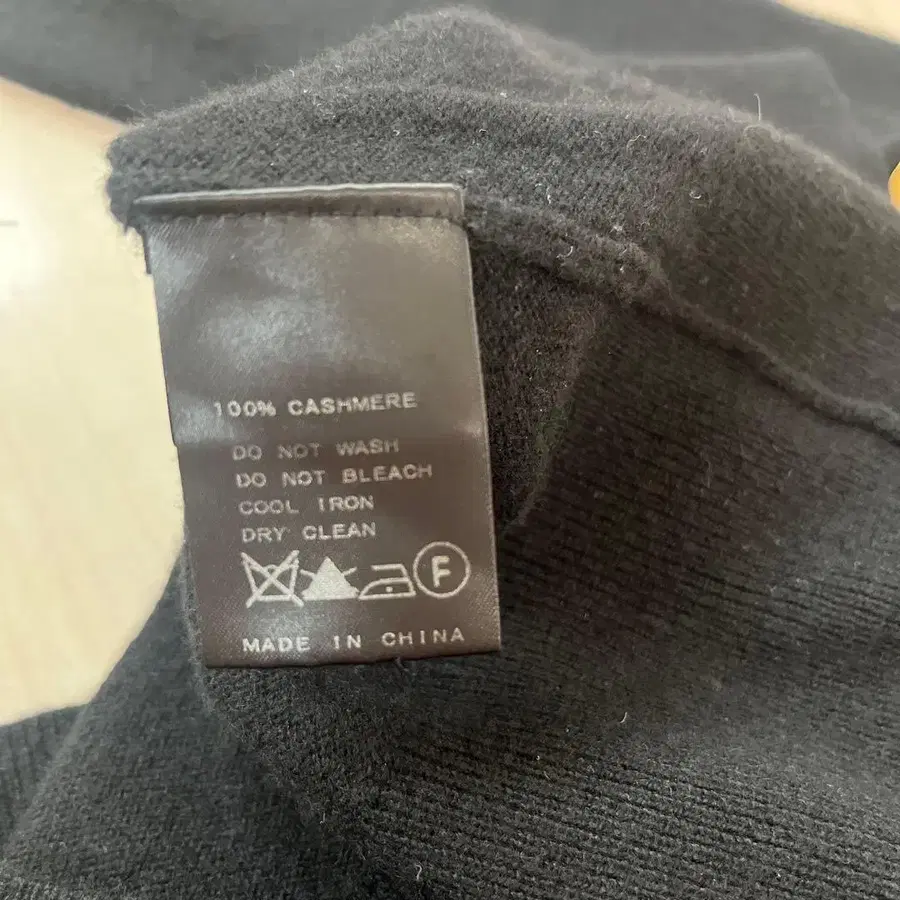 100% CASHMERE
DO NOT WASH
DO NOT BLEACH
COOL IRON
DRY CLEAN
F
MADE IN CHINA